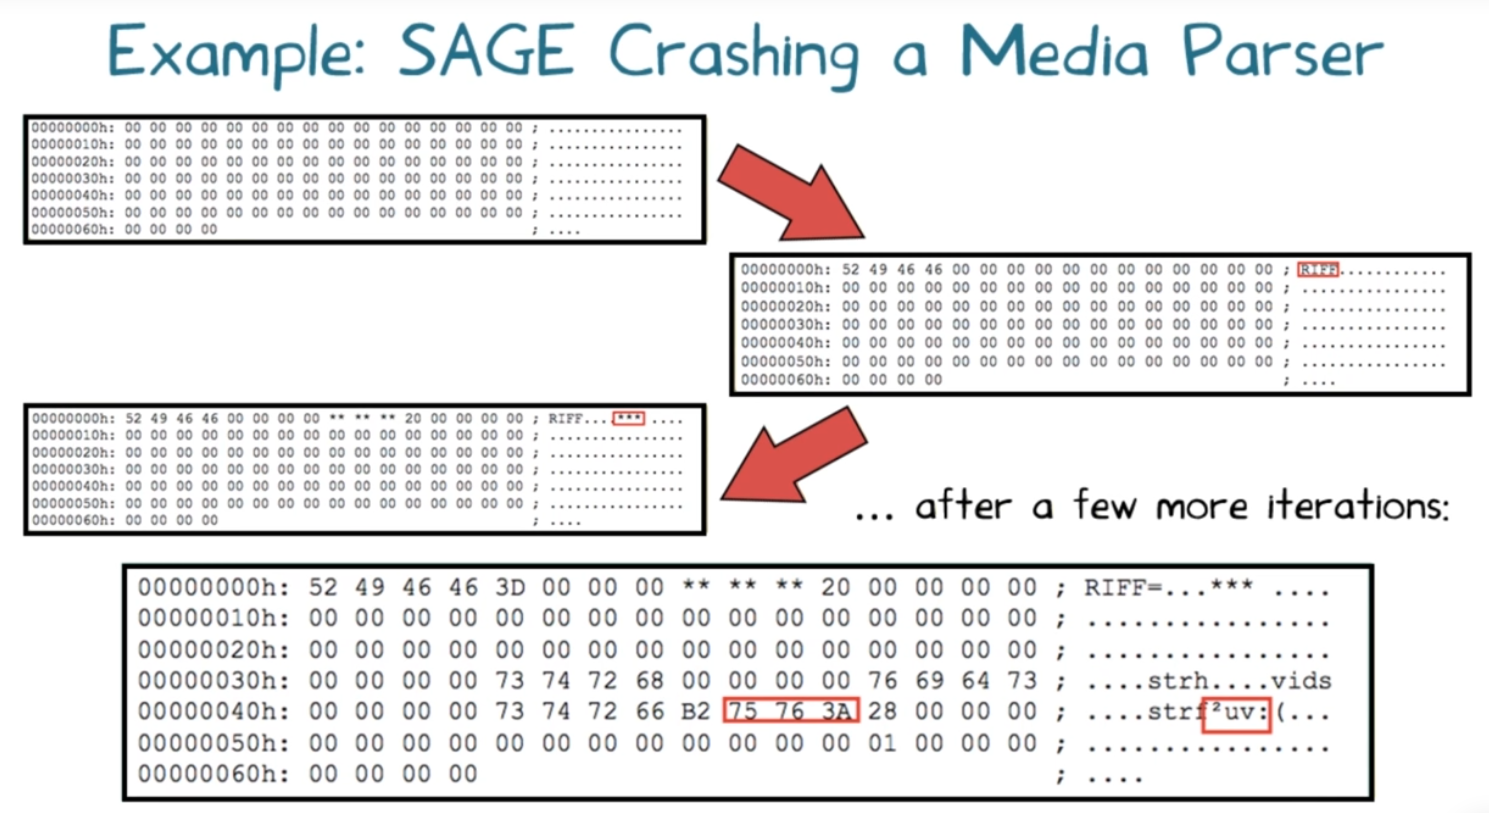 Example: SAGE Crashing a Media Parser
00000000h: 00 00 00 00 00 00 00 00 00 00 00 00 00 00 00 00 ; ................
00000010h: 00 00 00 00 00 00 00 00 00 00 00 00 00 00 00 00 ; ................
00000020h: 00 00 00 00 00 00 00 00 00 00 00 00 00 00 00 00 ; ................
00000030h: 00 00 00 00 00 00 00 00 00 00 00 00 00 00 00 00 ; ................
00000040h: 00 00 00 00 00 00 00 00 00 00 00 00 00 00 00 00 ; ................
00000050h: 00 00 00 00 00 00 00 00 00 00 00 00 00 00 00 00 ; ................
00000060h: 00 00 00 00 ; ....
00000000h: 52 49 46 46 00 00 00 00 00 00 00 00 00 00 00 00 ; RIFF............
00000010h: 00 00 00 00 00 00 00 00 00 00 00 00 00 00 00 00 ; ................
00000020h: 00 00 00 00 00 00 00 00 00 00 00 00 00 00 00 00 ; ................
00000030h: 00 00 00 00 00 00 00 00 00 00 00 00 00 00 00 00 ; ................
00000040h: 00 00 00 00 00 00 00 00 00 00 00 00 00 00 00 00 ; ................
00000050h: 00 00 00 00 00 00 00 00 00 00 00 00 00 00 00 00 ; ................
00000060h: 00 00 00 00 ; ....
00000000h: 52 49 46 46 00 00 00 00 ** ** ** 20 00 00 00 00 ; RIFF....*** ....
00000010h: 00 00 00 00 00 00 00 00 00 00 00 00 00 00 00 00 ; ................
00000020h: 00 00 00 00 00 00 00 00 00 00 00 00 00 00 00 00 ; ................
00000030h: 00 00 00 00 00 00 00 00 00 00 00 00 00 00 00 00 ; ................
00000040h: 00 00 00 00 00 00 00 00 00 00 00 00 00 00 00 00 ; ................
00000050h: 00 00 00 00 00 00 00 00 00 00 00 00 00 00 00 00 ; ................
00000060h: 00 00 00 00 ; ....
... after a few more iterations:
00000000h: 52 49 46 46 3D 00 00 00 ** ** ** 20 00 00 00 00 ; RIFF=...*** ....
00000010h: 00 00 00 00 00 00 00 00 00 00 00 00 00 00 00 00 ; ................
00000020h: 00 00 00 00 00 00 00 00 00 00 00 00 00 00 00 00 ; ................
00000030h: 00 00 00 00 73 74 72 68 00 00 00 00 76 69 64 73 ; ....strh....vids
00000040h: 00 00 00 00 73 74 72 66 B2 75 76 3A 28 00 00 00 ; ....strf²uv:(...
00000050h: 00 00 00 00 00 00 00 00 00 00 00 00 01 00 00 00 ; ................
00000060h: 00 00 00 00 ; ....